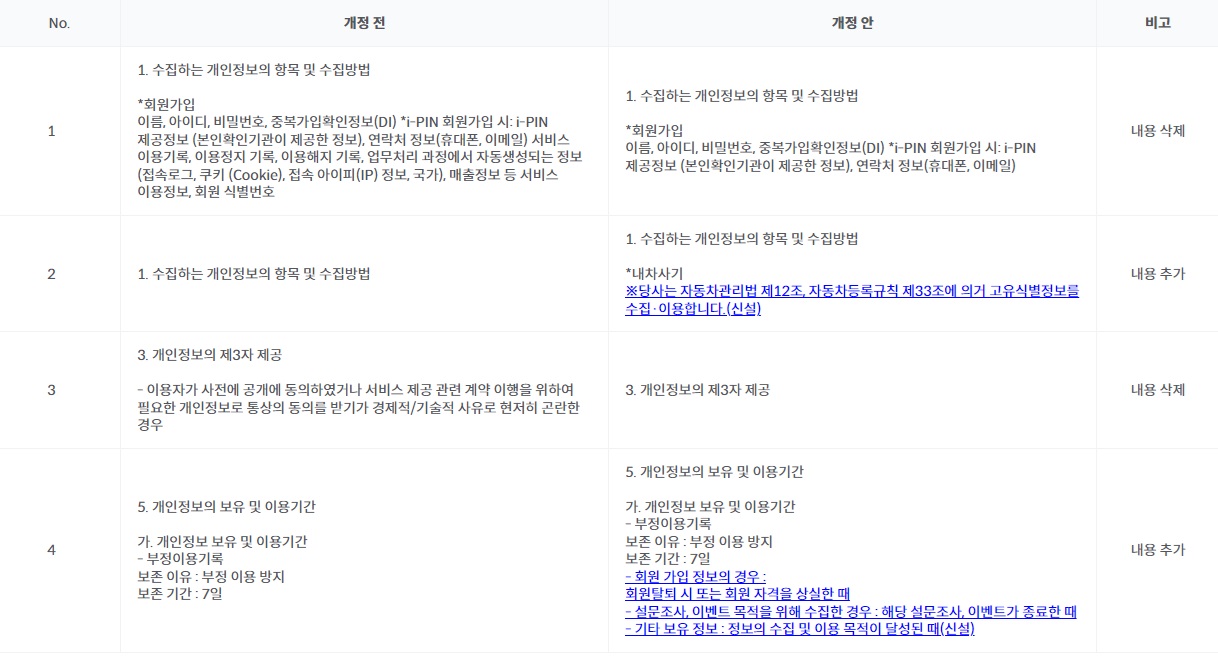 No.
개정 전
개정 안
비고
1
1. 수집하는 개인정보의 항목 및 수집방법
*회원가입
이름, 아이디, 비밀번호, 중복가입확인정보(DI) *i-PIN 회원가입 시: i-PIN
제공정보 (본인확인기관이 제공한 정보), 연락처 정보(휴대폰, 이메일) 서비스
이용기록, 이용정지 기록, 이용해지 기록, 업무처리 과정에서 자동생성되는 정보
(접속로그, 쿠키 (Cookie), 접속 아이피(IP) 정보, 국가), 매출정보 등 서비스
이용정보, 회원 식별번호
1. 수집하는 개인정보의 항목 및 수집방법
*회원가입
이름, 아이디, 비밀번호, 중복가입확인정보(DI) *i-PIN 회원가입 시: i-PIN
제공정보 (본인확인기관이 제공한 정보), 연락처 정보(휴대폰, 이메일)
내용 삭제
2
1. 수집하는 개인정보의 항목 및 수집방법
1. 수집하는 개인정보의 항목 및 수집방법
*내차사기
※당사는 자동차관리법 제12조, 자동차등록규칙 제33조에 의거 고유식별정보를
수집·이용합니다.(신설)
내용 추가
3
3. 개인정보의 제3자 제공
- 이용자가 사전에 공개에 동의하였거나 서비스 제공 관련 계약 이행을 위하여
필요한 개인정보로 통상의 동의를 받기가 경제적/기술적 사유로 현저히 곤란한
경우
3. 개인정보의 제3자 제공
내용 삭제
4
5. 개인정보의 보유 및 이용기간
가. 개인정보 보유 및 이용기간
- 부정이용기록
보존 이유 : 부정 이용 방지
보존 기간 : 7일
5. 개인정보의 보유 및 이용기간
가. 개인정보 보유 및 이용기간
- 부정이용기록
보존 이유 : 부정 이용 방지
보존 기간 : 7일
- 회원 가입 정보의 경우 :
회원탈퇴 시 또는 회원 자격을 상실한 때
- 설문조사, 이벤트 목적을 위해 수집한 경우 : 해당 설문조사, 이벤트가 종료한 때
- 기타 보유 정보 : 정보의 수집 및 이용 목적이 달성된 때(신설)
내용 추가